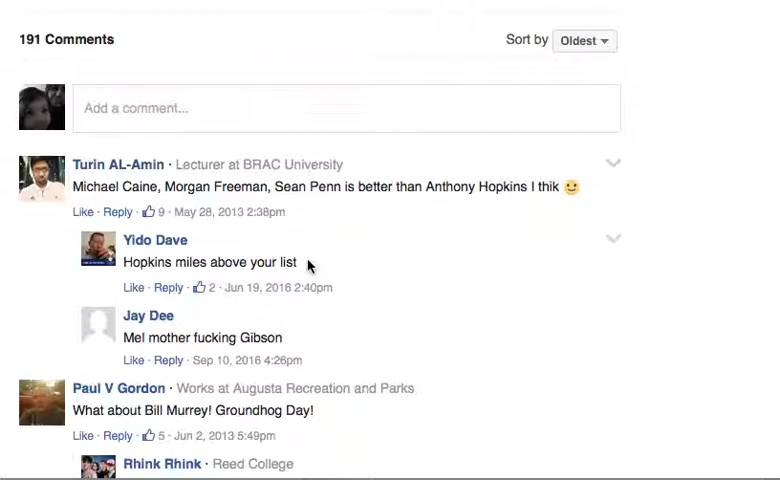 191 Comments
Sort by Oldest
Add a comment...
Turin AL-Amin · Lecturer at BRAC University
Michael Caine, Morgan Freeman, Sean Penn is better than Anthony Hopkins I thik 🙂
Like · Reply · 9 · May 28, 2013 2:38pm
Yido Dave
Hopkins miles above your list
Like · Reply · 2 · Jun 19, 2016 2:40pm
Jay Dee
Mel mother fucking Gibson
Like · Reply · Sep 10, 2016 4:26pm
Paul V Gordon · Works at Augusta Recreation and Parks
What about Bill Murrey! Groundhog Day!
Like · Reply · 5 · Jun 2, 2013 5:49pm
Rhink Rhink · Reed College